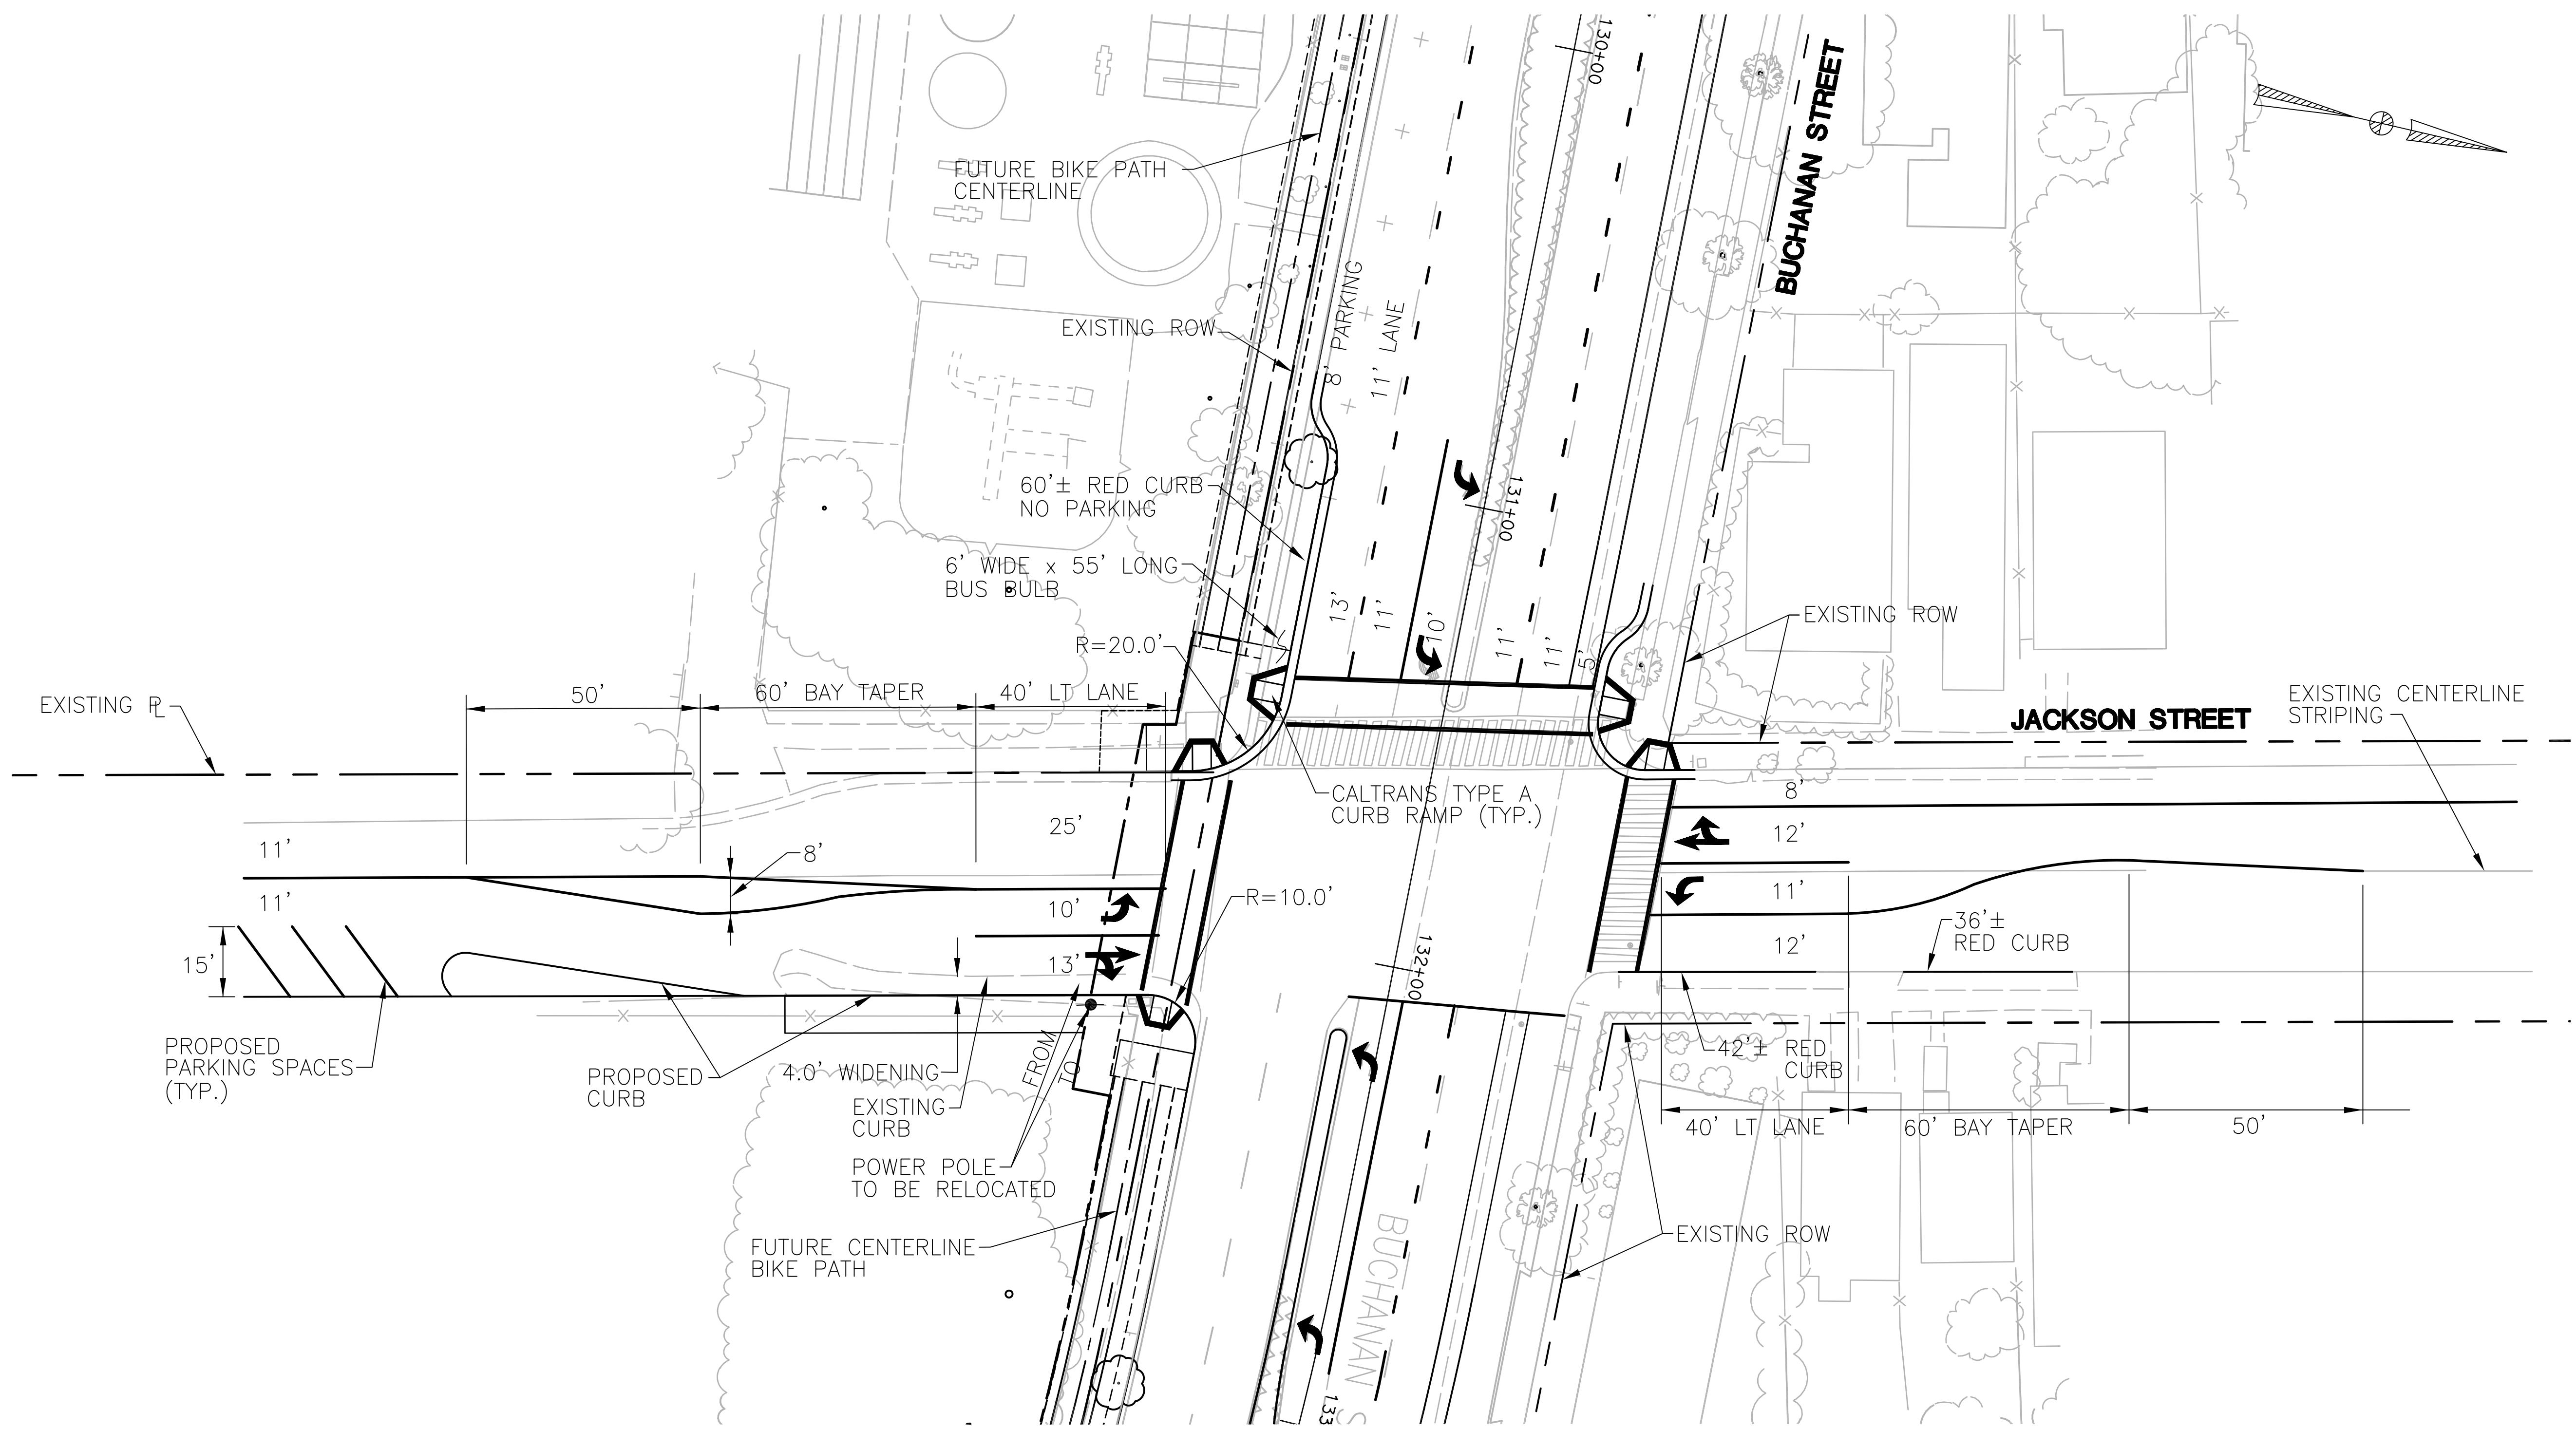 130+00
BUCHANAN STREET
FUTURE BIKE PATH
CENTERLINE
EXISTING ROW
8' PARKING
11' LANE
60'± RED CURB
NO PARKING
131+00
6' WIDE x 55' LONG
BUS BULB
R=20.0'
13'
11'
10'
11'
11'
5'
EXISTING ROW
EXISTING PL
50'
60' BAY TAPER
40' LT LANE
JACKSON STREET
EXISTING CENTERLINE
STRIPING
CALTRANS TYPE A
CURB RAMP (TYP.)
8'
25'
12'
11'
8'
11'
10'
R=10.0'
11'
12'
36'±
RED CURB
15'
13'
132+00
PROPOSED
PARKING SPACES
(TYP.)
PROPOSED
CURB
4.0' WIDENING
FROM
TO
EXISTING
CURB
42'± RED
CURB
40' LT LANE
60' BAY TAPER
50'
POWER POLE
TO BE RELOCATED
FUTURE CENTERLINE
BIKE PATH
EXISTING ROW
BUCHANAN S
133